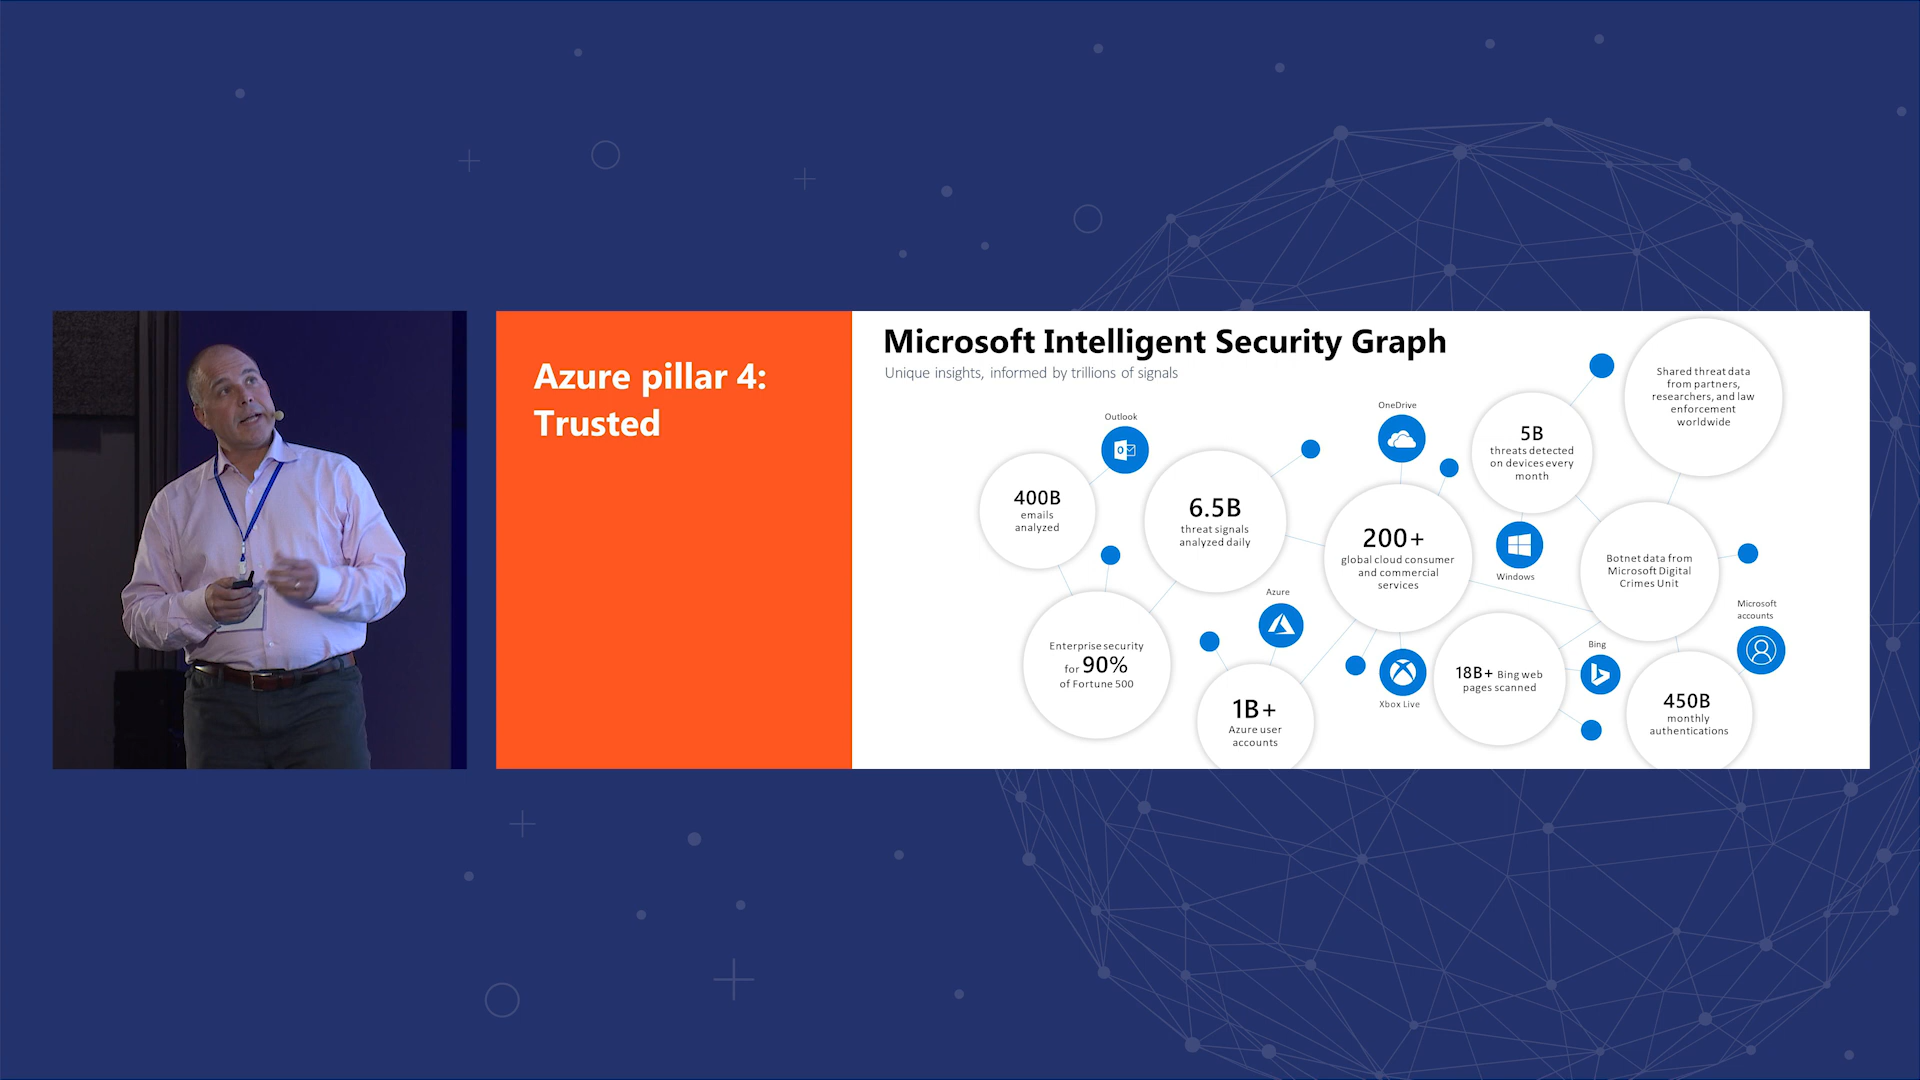 Azure pillar 4:
Trusted
Microsoft Intelligent Security Graph
Unique insights, informed by trillions of signals
Outlook
400B
emails
analyzed
6.5B
threat signals
analyzed daily
OneDrive
200+
global cloud consumer
and commercial
services
5B
threats detected
on devices every
month
Windows
Shared threat data
from partners,
researchers, and law
enforcement
worldwide
Botnet data from
Microsoft Digital
Crimes Unit
Enterprise security
for 90%
of Fortune 500
Azure
1B+
Azure user
accounts
Xbox Live
18B+ Bing web
pages scanned
Bing
Microsoft
accounts
450B
monthly
authentications